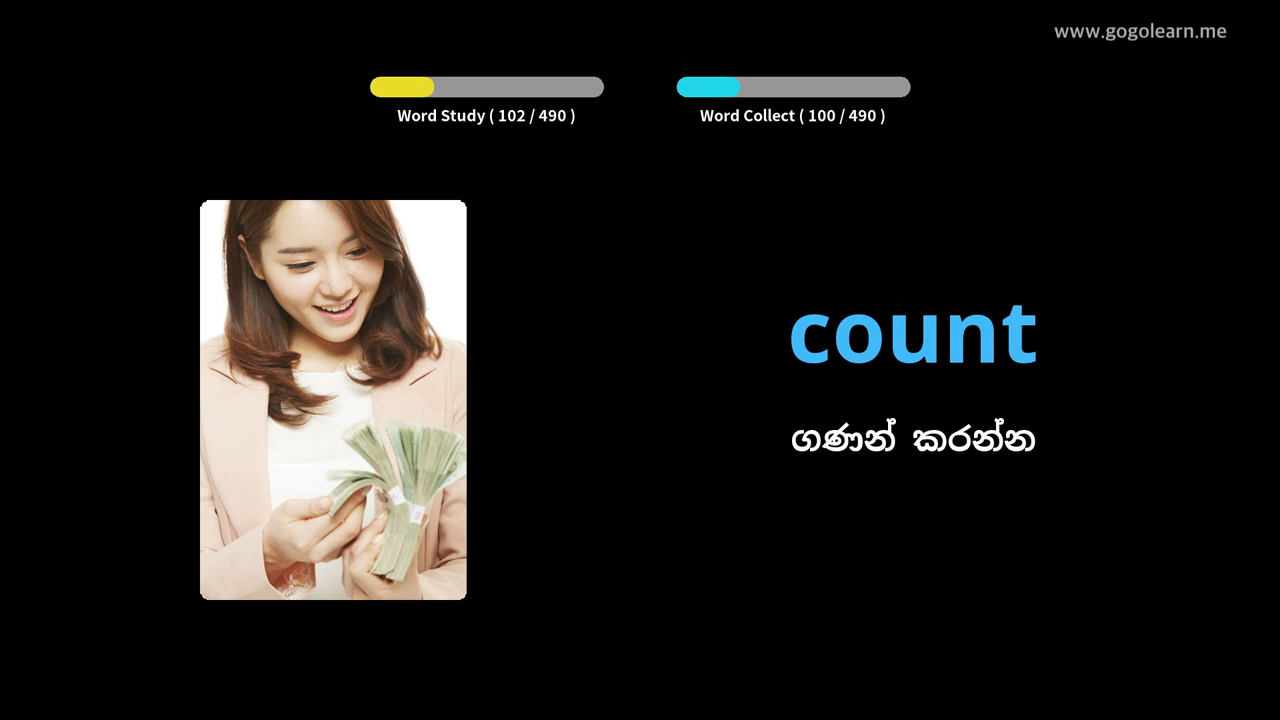 www.gogolearn.me
Word Study ( 102 / 490 )
Word Collect ( 100 / 490 )
count
ගණන් කරන්න